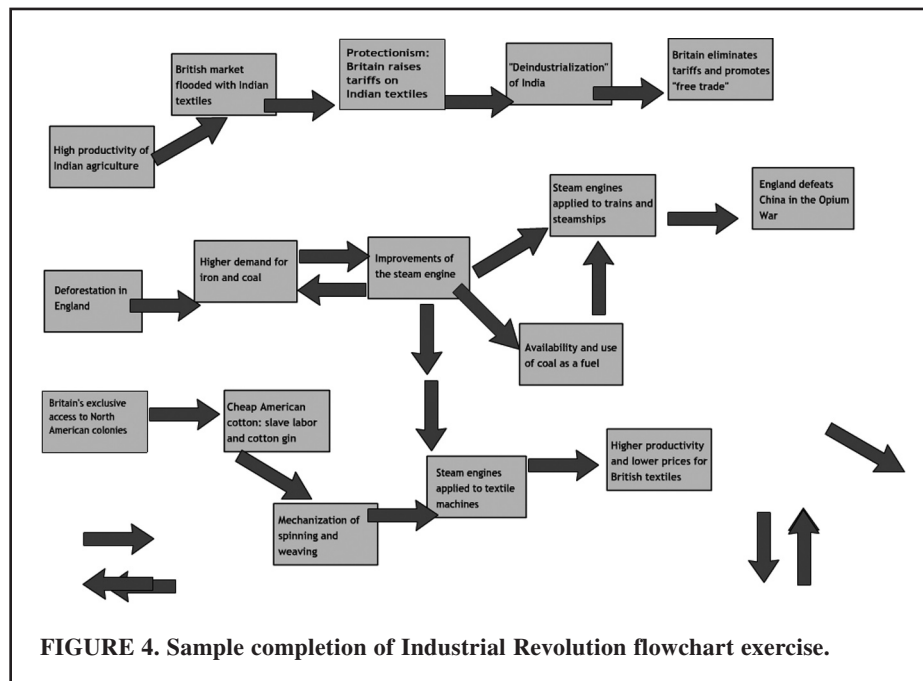 British market
flooded with Indian
textiles
Protectionism:
Britain raises
tariffs on
Indian textiles
"Deindustrialization"
of India
Britain eliminates
tariffs and promotes
"free trade"
High productivity of
Indian agriculture
Steam engines
applied to trains and
steamships
England defeats
China in the Opium
War
Higher demand for
iron and coal
Improvements of
the steam engine
Deforestation in
England
Availability and use
of coal as a fuel
Britain's exclusive
access to North
American colonies
Cheap American
cotton: slave labor
and cotton gin
Steam engines
applied to textile
machines
Higher productivity
and lower prices for
British textiles
Mechanization of
spinning and
weaving
FIGURE 4. Sample completion of Industrial Revolution flowchart exercise.